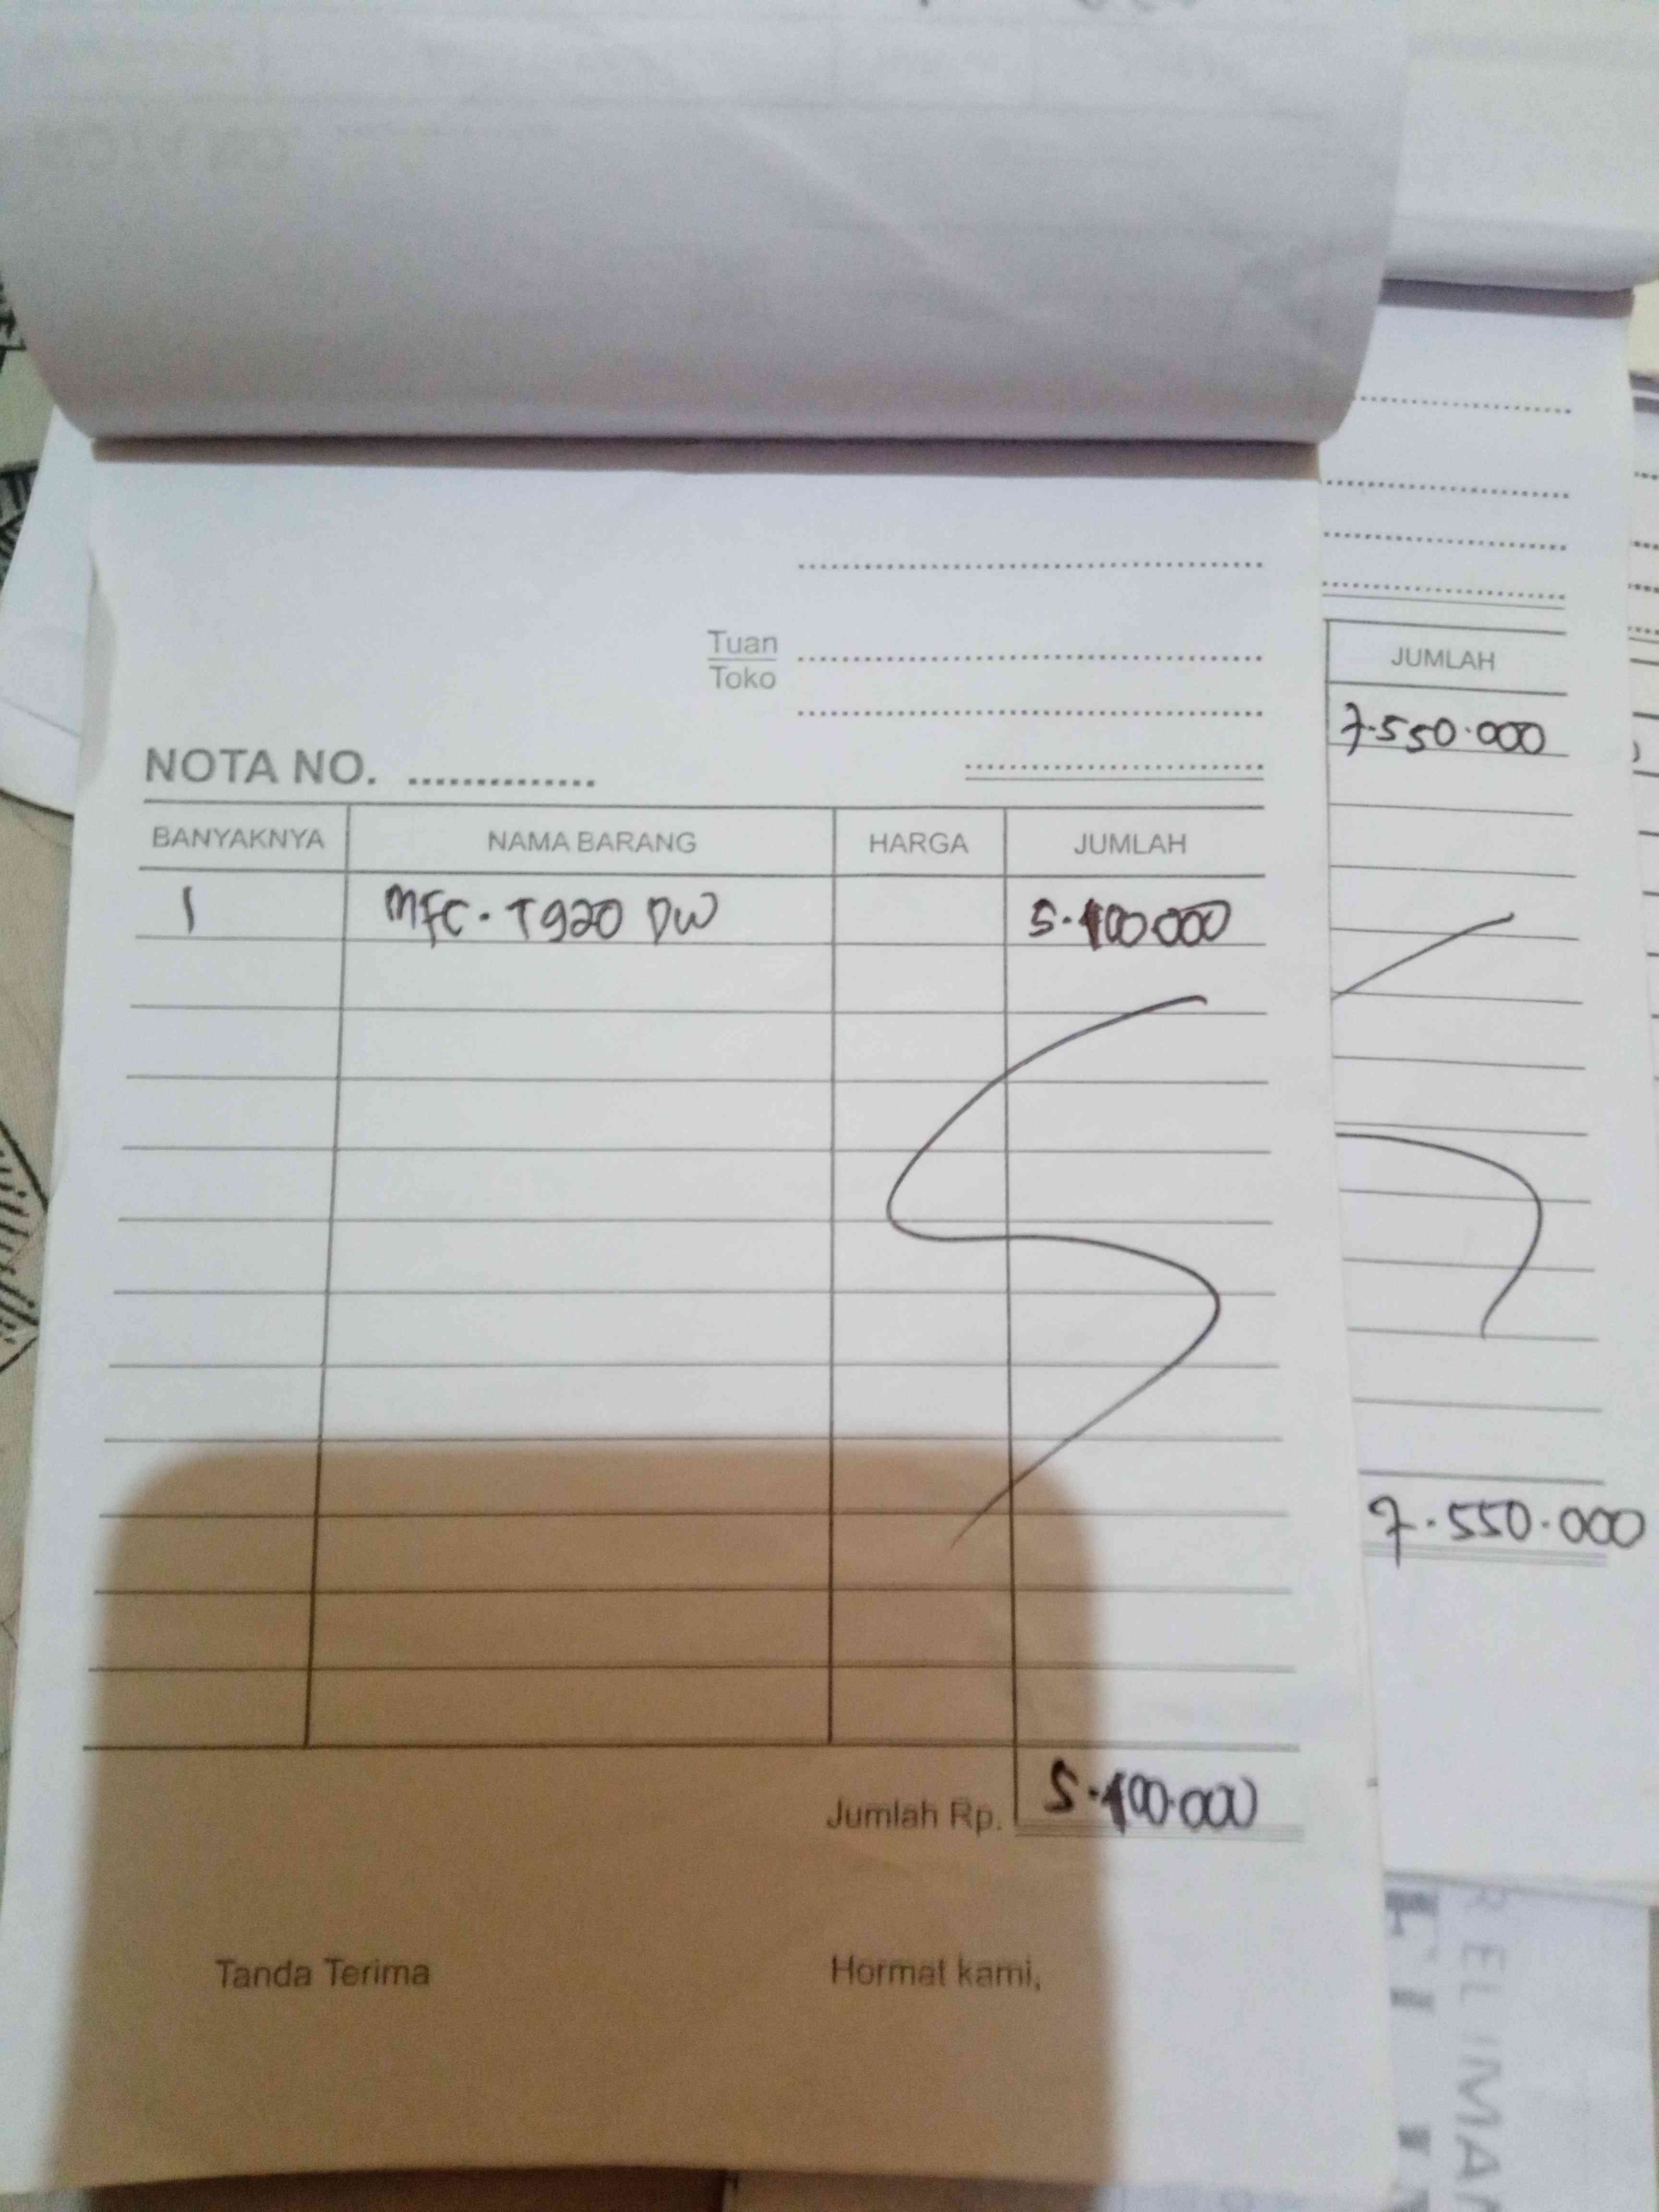 Tuan
Toko
NOTA NO.
BANYAKNYA NAMA BARANG HARGA JUMLAH
1 MFC-T920 DW 5.100.000
Jumlah Rp. 5.100.000
Tanda Terima Hormat kami,
JUMLAH
7.550.000
7.550.000